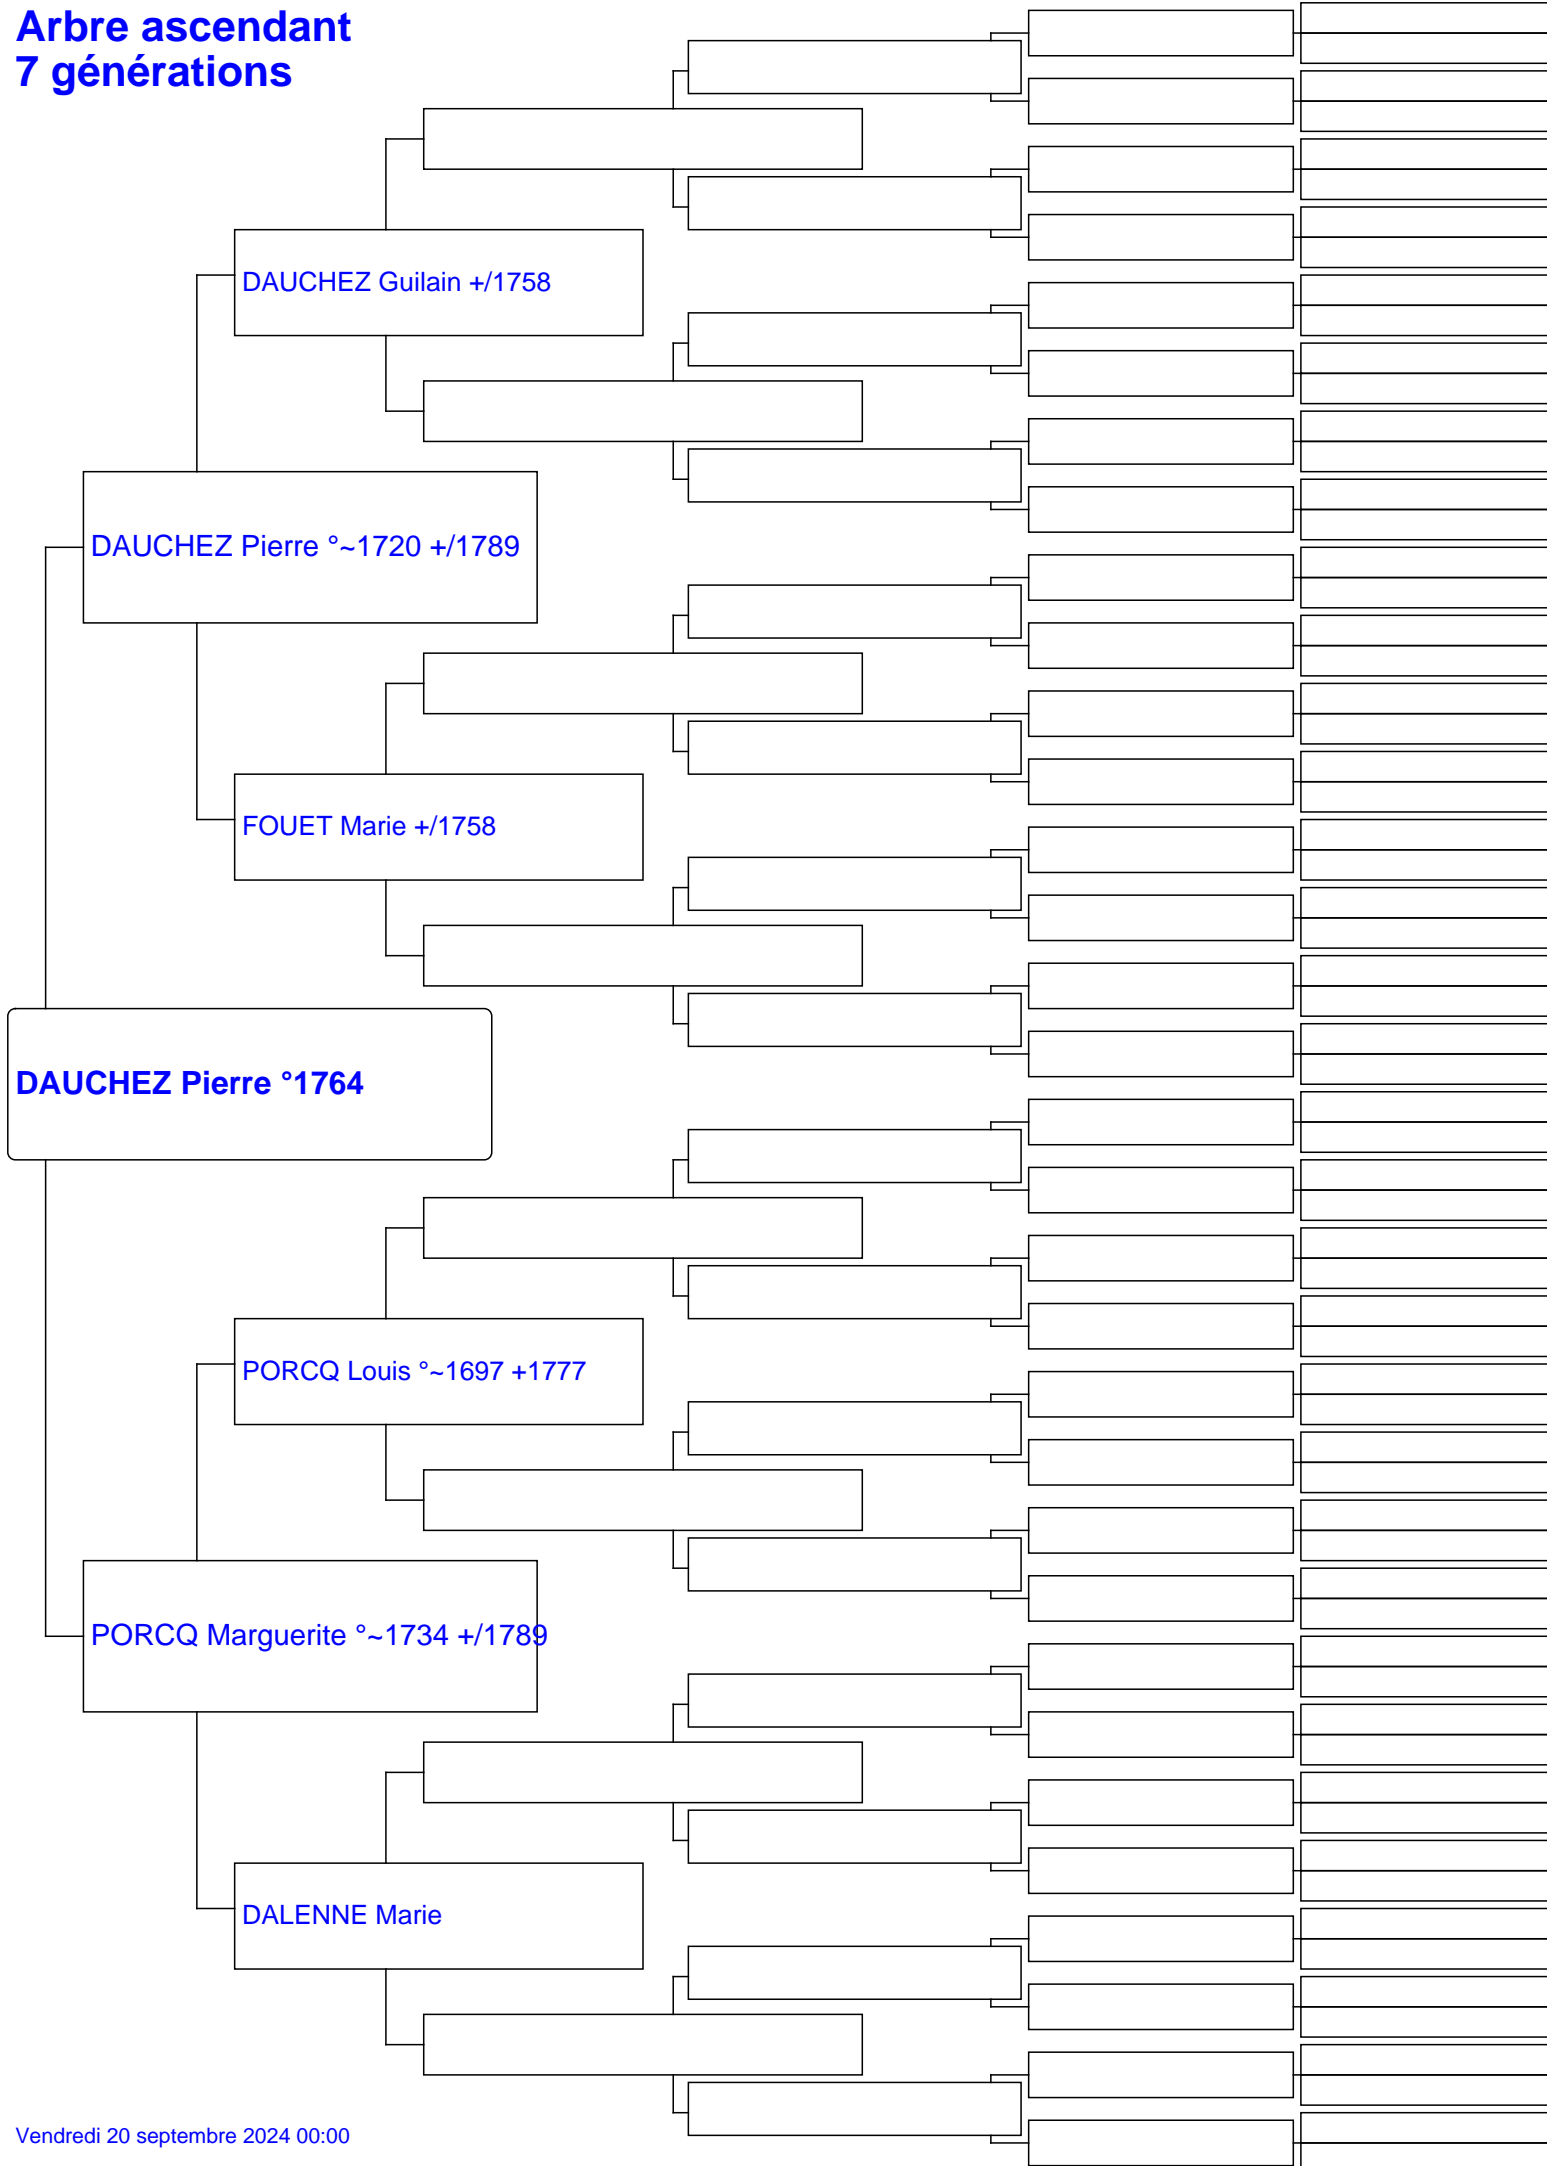 Arbre ascendant
7 générations
DAUCHEZ Guilain +/1758
DAUCHEZ Pierre °~1720 +/1789
FOUET Marie +/1758
DAUCHEZ Pierre °1764
PORCQ Louis °~1697 +1777
PORCQ Marguerite °~1734 +/1789
DALENNE Marie
Vendredi 20 septembre 2024 00:00